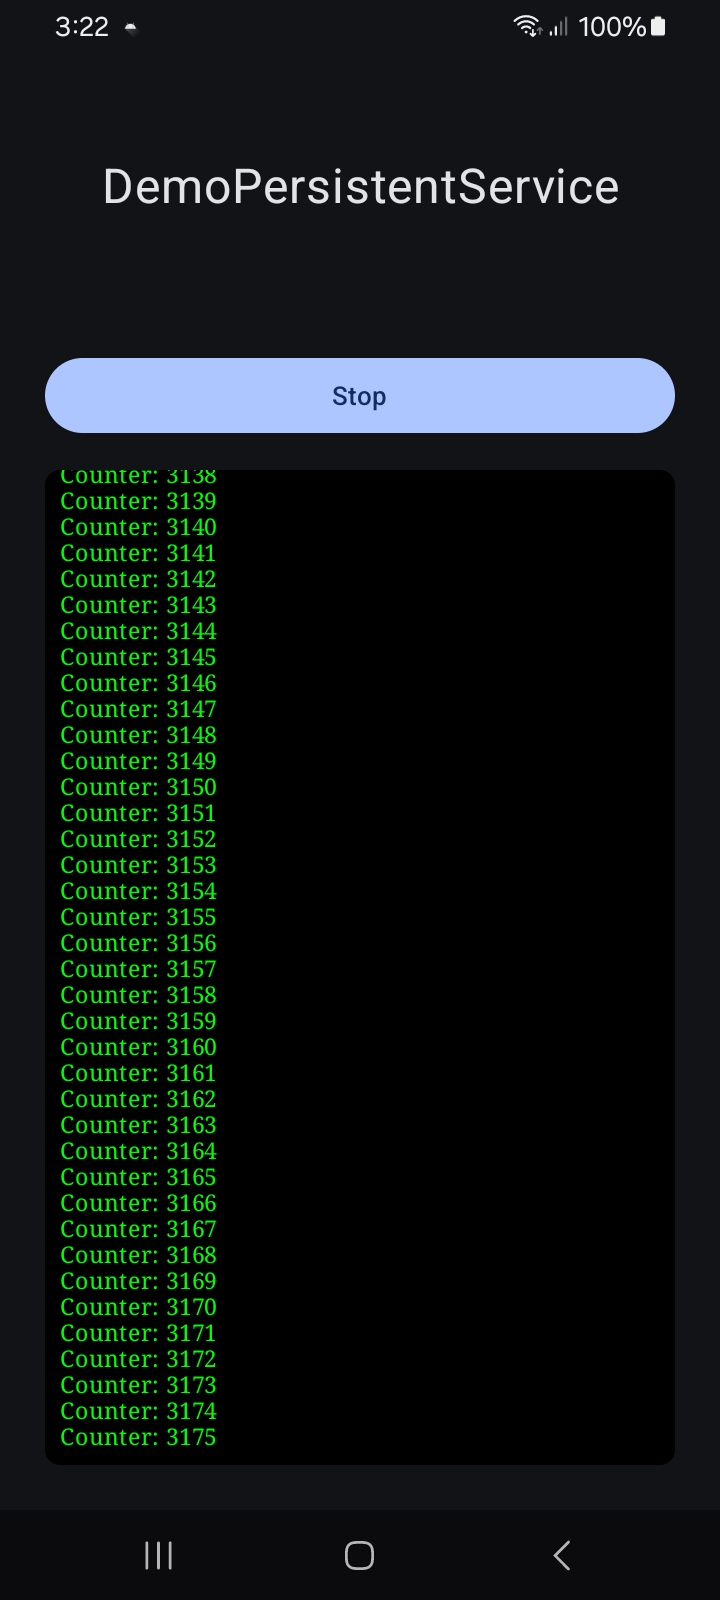 3:22 100%
DemoPersistentService
Stop
Counter: 3138
Counter: 3139
Counter: 3140
Counter: 3141
Counter: 3142
Counter: 3143
Counter: 3144
Counter: 3145
Counter: 3146
Counter: 3147
Counter: 3148
Counter: 3149
Counter: 3150
Counter: 3151
Counter: 3152
Counter: 3153
Counter: 3154
Counter: 3155
Counter: 3156
Counter: 3157
Counter: 3158
Counter: 3159
Counter: 3160
Counter: 3161
Counter: 3162
Counter: 3163
Counter: 3164
Counter: 3165
Counter: 3166
Counter: 3167
Counter: 3168
Counter: 3169
Counter: 3170
Counter: 3171
Counter: 3172
Counter: 3173
Counter: 3174
Counter: 3175